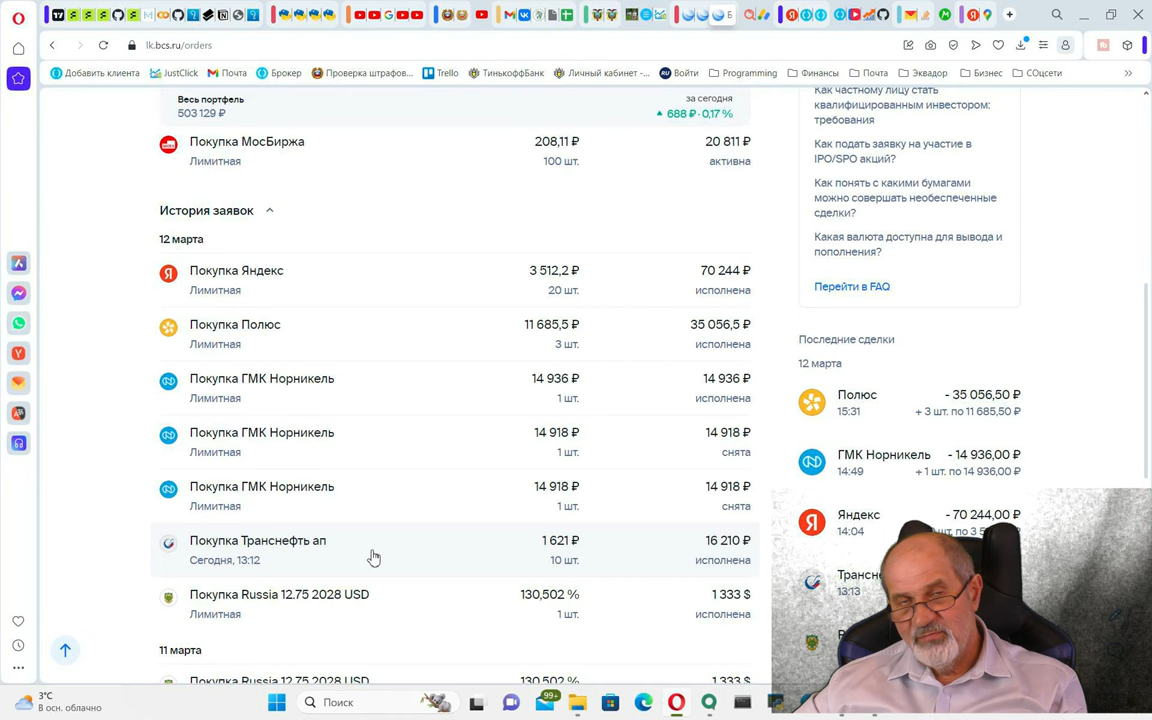 lk.bcs.ru/orders
Добавить клиента
JustClick
Почта
Брокер
Проверка штрафов...
Trello
ТинькоффБанк
Личный кабинет -...
Войти
Programming
Финансы
Почта
Эквадор
Бизнес
СОцсети
Весь портфель
503 129 ₽
за сегодня
688 ₽ · 0,17 %
Покупка МосБиржа
208,11 ₽
20 811 ₽
Лимитная
100 шт.
активна
История заявок
12 марта
Покупка Яндекс
3 512,2 ₽
70 244 ₽
Лимитная
20 шт.
исполнена
Покупка Полюс
11 685,5 ₽
35 056,5 ₽
Лимитная
3 шт.
исполнена
Покупка ГМК Норникель
14 936 ₽
14 936 ₽
Лимитная
1 шт.
исполнена
Покупка ГМК Норникель
14 918 ₽
14 918 ₽
Лимитная
1 шт.
снята
Покупка ГМК Норникель
14 918 ₽
14 918 ₽
Лимитная
1 шт.
снята
Покупка Транснефть ап
1 621 ₽
16 210 ₽
Сегодня, 13:12
10 шт.
исполнена
Покупка Russia 12.75 2028 USD
130,502 %
1 333 $
Лимитная
1 шт.
исполнена
11 марта
Покупка Russia 12.75 2028 USD
130,502 %
1 333 $
Как частному лицу стать
квалифицированным инвестором:
требования
Как подать заявку на участие в
IPO/SPO акций?
Как понять с какими бумагами
можно совершать необеспеченные
сделки?
Какая валюта доступна для вывода и
пополнения?
Перейти в FAQ
Последние сделки
12 марта
Полюс
- 35 056,50 ₽
15:31
+ 3 шт. по 11 685,50 ₽
ГМК Норникель
- 14 936,00 ₽
14:49
+ 1 шт. по 14 936,00 ₽
Яндекс
- 70 244,00 ₽
14:04
13:13
3°C
В осн. облачно
Поиск
99+